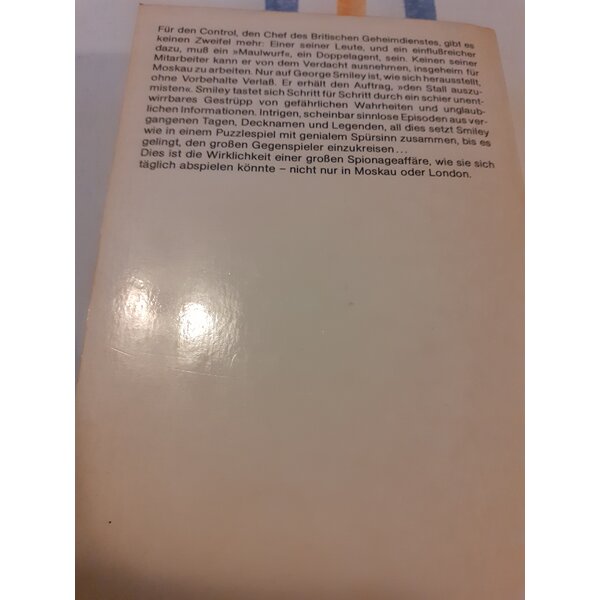 Für den Control, den Chef des Britischen Geheimdienstes, gibt es
keinen Zweifel mehr: Einer seiner Leute, und ein einflußreicher
dazu, muß ein »Maulwurf«, ein Doppelagent, sein. Keinen seiner
Mitarbeiter kann er von dem Verdacht ausnehmen, insgeheim für
Moskau zu arbeiten. Nur auf George Smiley ist, wie sich herausstellt,
ohne Vorbehalte Verlaß. Er erhält den Auftrag, »den Stall auszu-
misten«. Smiley tastet sich Schritt für Schritt durch ein schier unent-
wirrbares Gestrüpp von gefährlichen Wahrheiten und unglaub-
lichen Informationen. Intrigen, scheinbar sinnlose Episoden aus ver-
gangenen Tagen, Decknamen und Legenden, all dies setzt Smiley
wie in einem Puzzlespiel mit genialem Spürsinn zusammen, bis es
gelingt, den großen Gegenspieler einzukreisen...
Dies ist die Wirklichkeit einer großen Spionageaffäre, wie sie sich
täglich abspielen könnte – nicht nur in Moskau oder London.